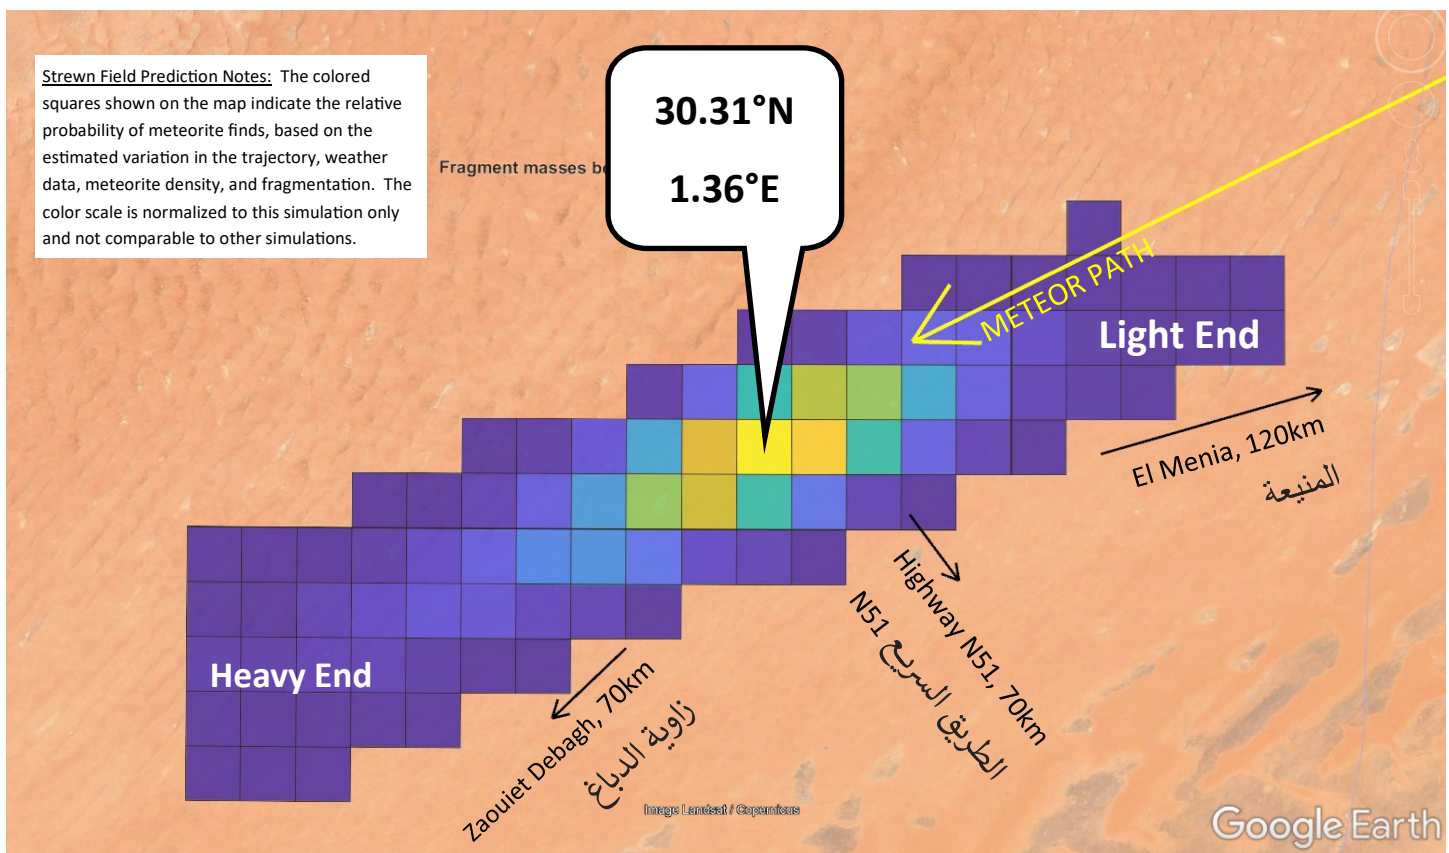 Strewn Field Prediction Notes: The colored
squares shown on the map indicate the relative
probability of meteorite finds, based on the
estimated variation in the trajectory, weather
data, meteorite density, and fragmentation. The
color scale is normalized to this simulation only
and not comparable to other simulations.
Fragment masses be
30.31°N
1.36°E
METEOR PATH
Light End
El Menia, 120km
المنيعة
Highway N51, 70km
الطريق السريع N51
Heavy End
Zaouiet Debagh, 70km
زاوية الدباغ
Image Landsat / Copernicus
Google Earth